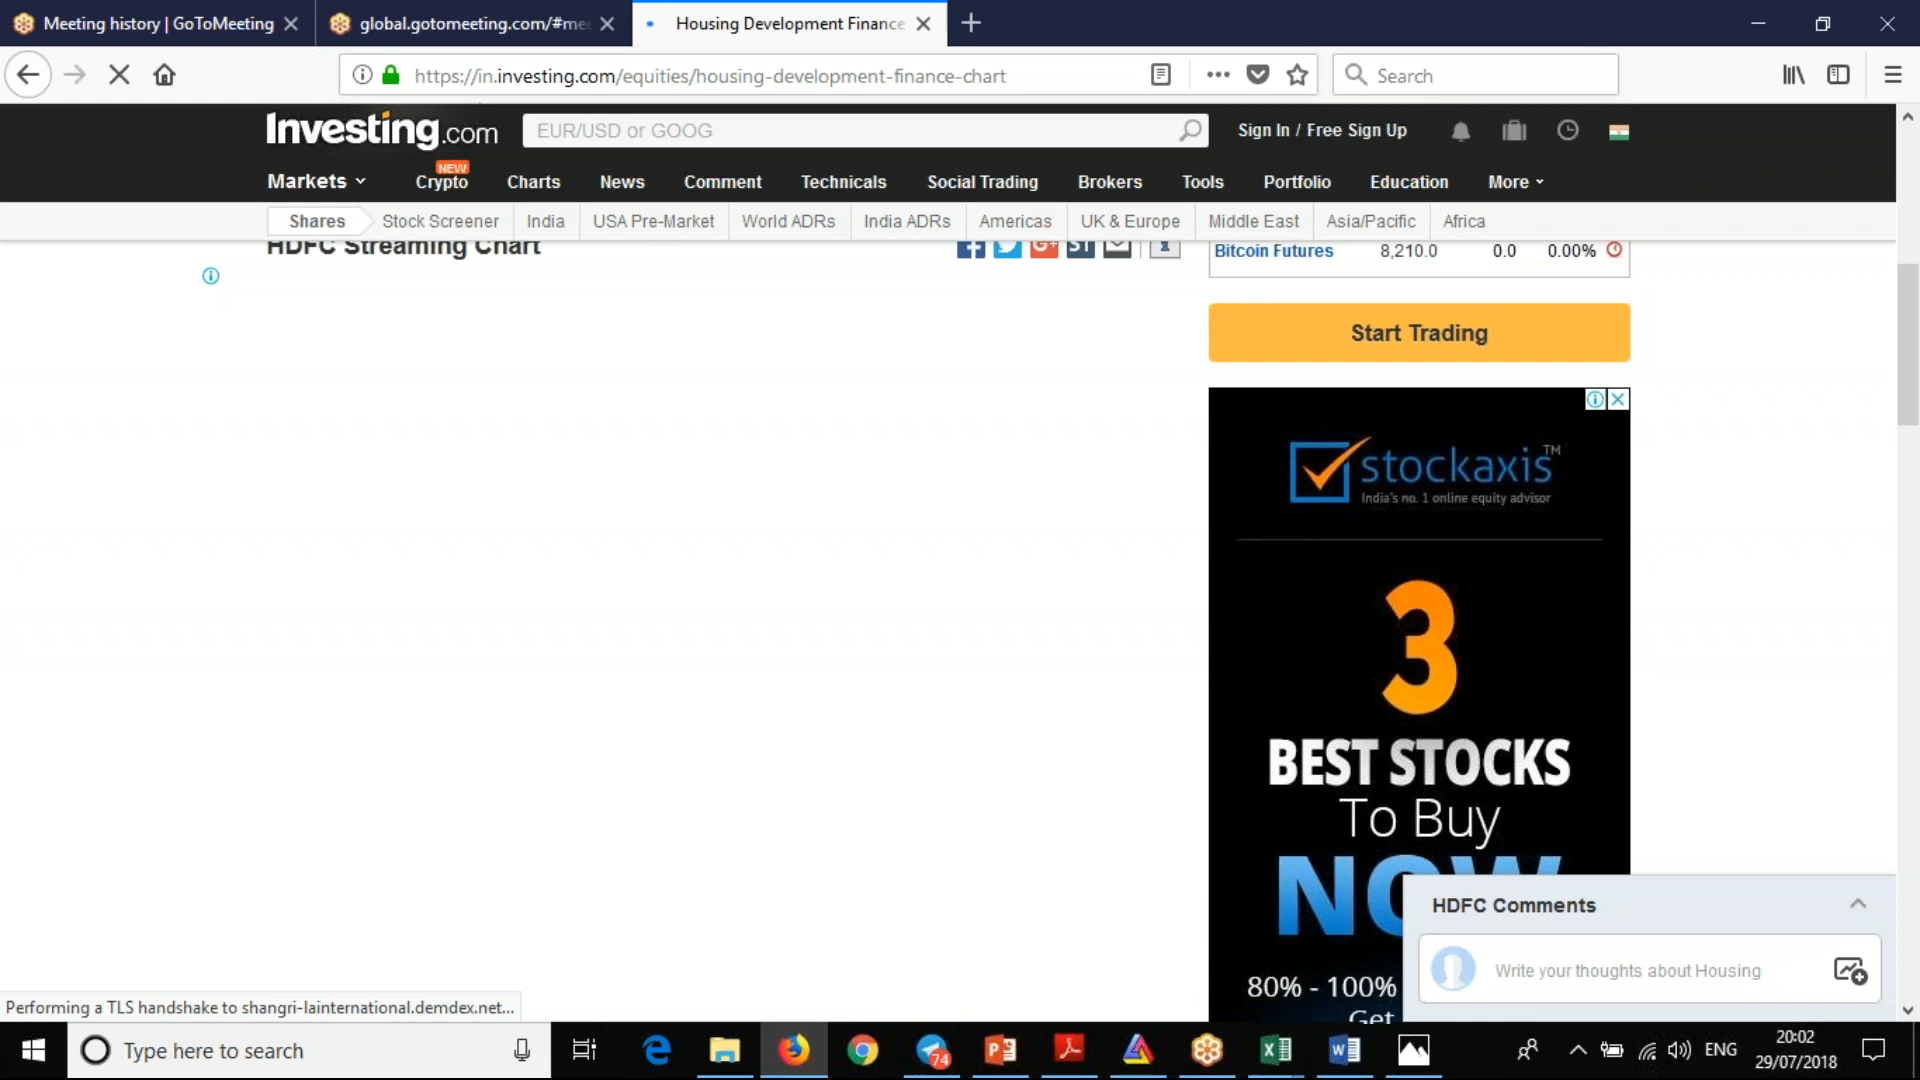 Meeting history | GoToMeeting
global.gotomeeting.com/#me
Housing Development Finance
https://in.investing.com/equities/housing-development-finance-chart
Search
Investing.com
EUR/USD or GOOG
Sign In / Free Sign Up
NEW
Markets Crypto Charts News Comment Technicals Social Trading Brokers Tools Portfolio Education More
Shares Stock Screener India USA Pre-Market World ADRs India ADRs Americas UK & Europe Middle East Asia/Pacific Africa
HDFC Streaming Chart
Bitcoin Futures 8,210.0 0.0 0.00%
Start Trading
stockaxis™
India's no. 1 online equity advisor
3
BEST STOCKS
To Buy
NOW
80% - 100%
Get
HDFC Comments
Write your thoughts about Housing
Performing a TLS handshake to shangri-lainternational.demdex.net...
Type here to search
74
ENG
20:02
29/07/2018